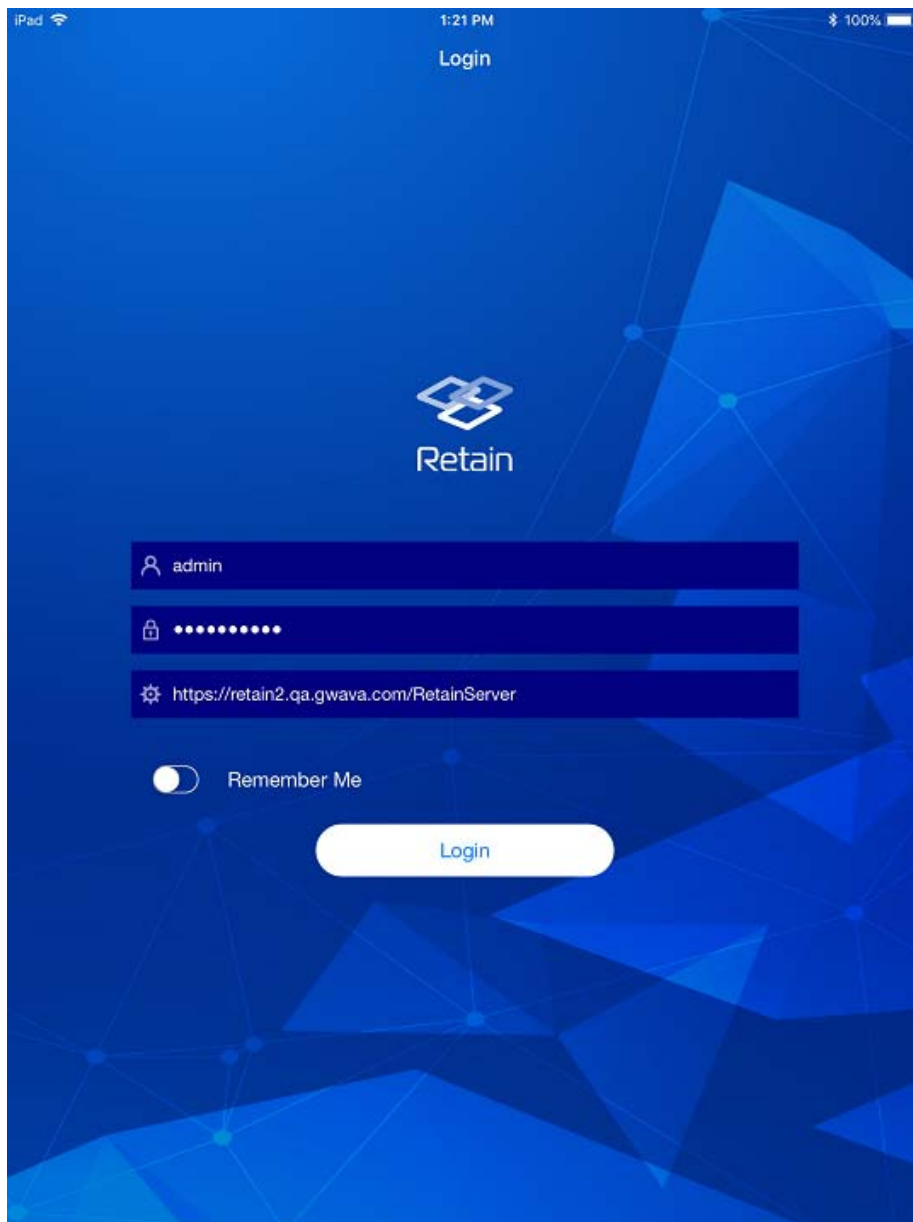 iPad 1:21 PM 100%
Login
Retain
admin
••••••••••
https://retain2.qa.gwava.com/RetainServer
Remember Me
Login